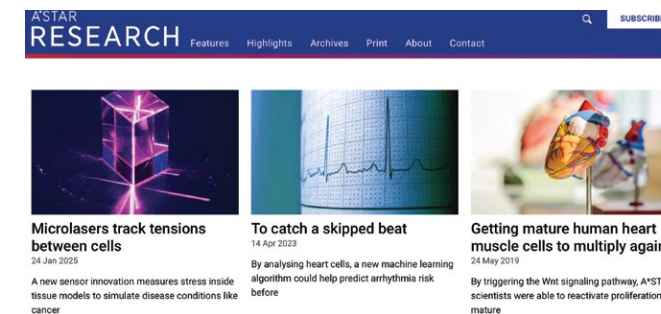 A*STAR
RESEARCH
Features Highlights Archives Print About Contact
SUBSCRIBE
Microlasers track tensions
between cells
24 Jan 2025
A new sensor innovation measures stress inside
tissue models to simulate disease conditions like
cancer
To catch a skipped beat
14 Apr 2023
By analysing heart cells, a new machine learning
algorithm could help predict arrhythmia risk
before
Getting mature human heart
muscle cells to multiply again
24 May 2019
By triggering the Wnt signaling pathway, A*ST
scientists were able to reactivate proliferation
mature